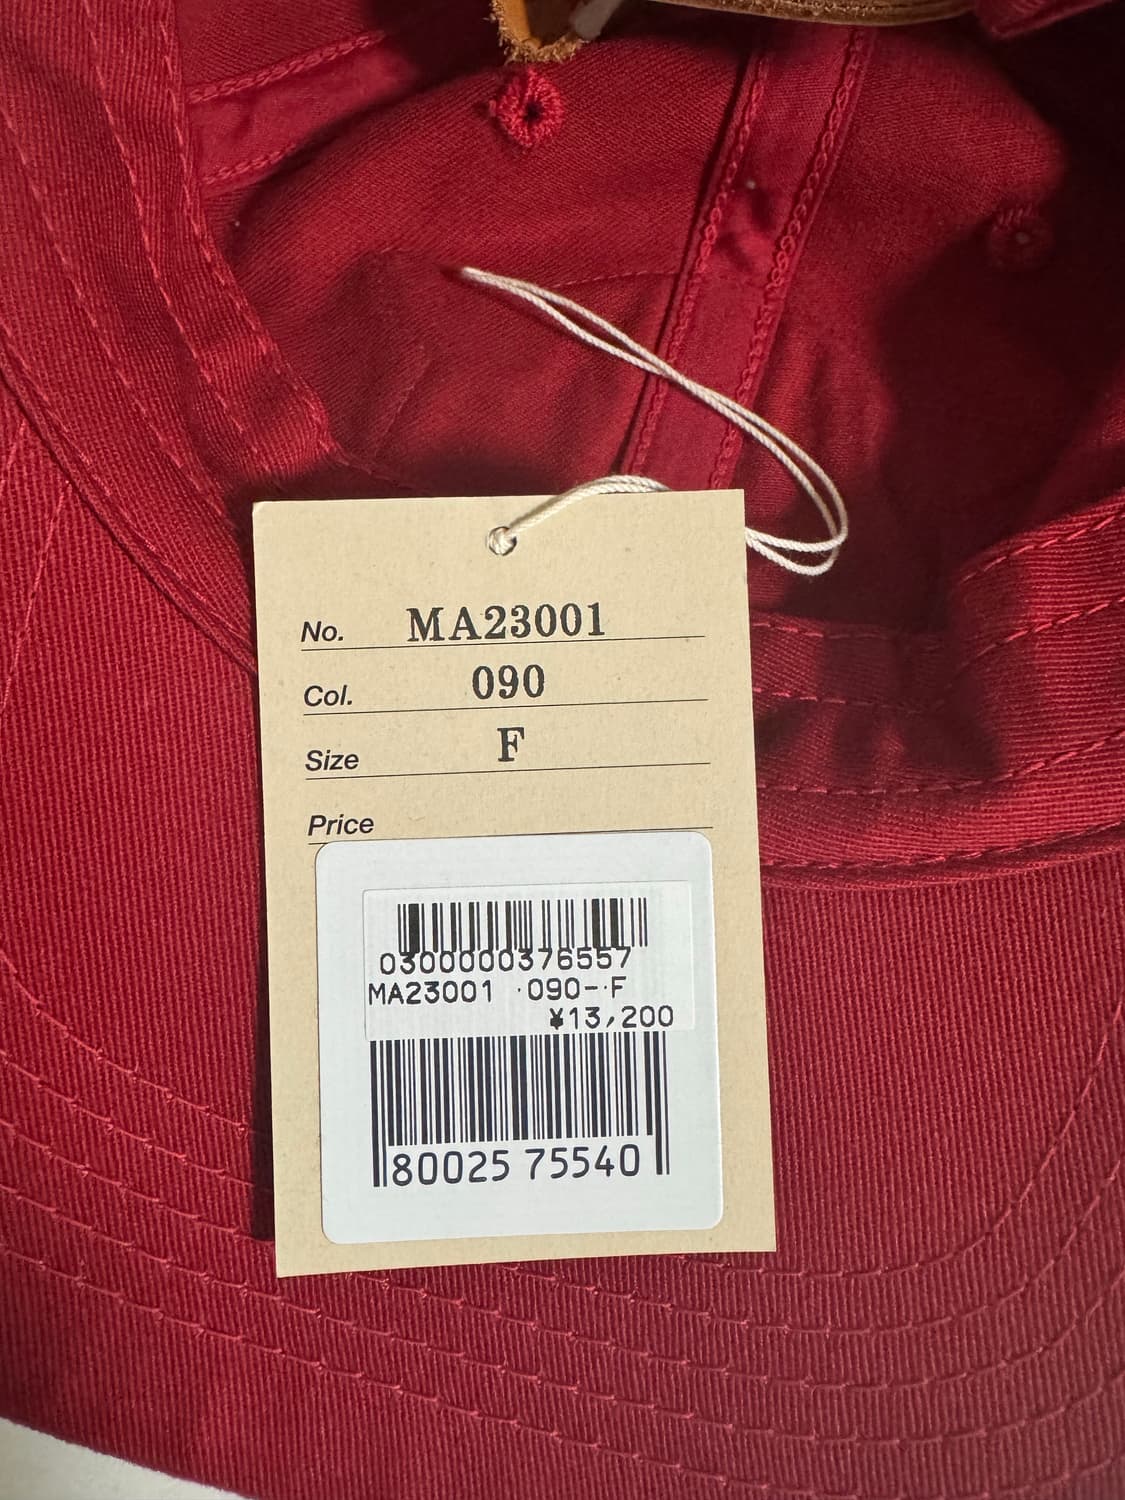 No. MA23001
Col. 090
Size F
Price
0300000376557
MA23001 ·090-·F
¥13,200
80025 75540